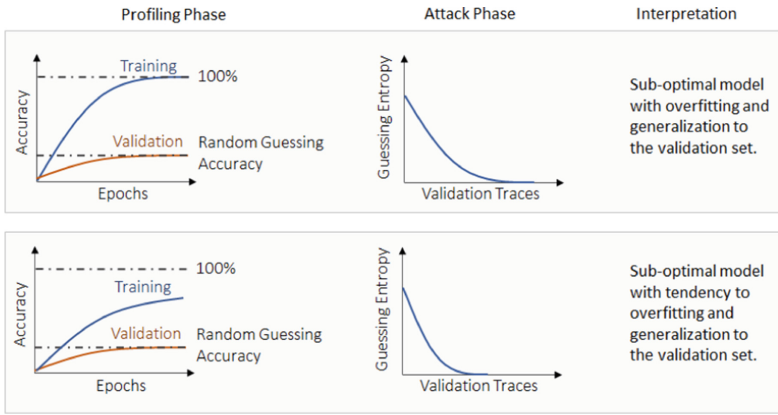 Profiling Phase
Attack Phase
Interpretation
Accuracy
Training
100%
Validation
Random Guessing
Accuracy
Epochs
Guessing Entropy
Validation Traces
Sub-optimal model
with overfitting and
generalization to
the validation set.
Accuracy
100%
Training
Validation
Random Guessing
Accuracy
Epochs
Guessing Entropy
Validation Traces
Sub-optimal model
with tendency to
overfitting and
generalization to
the validation set.